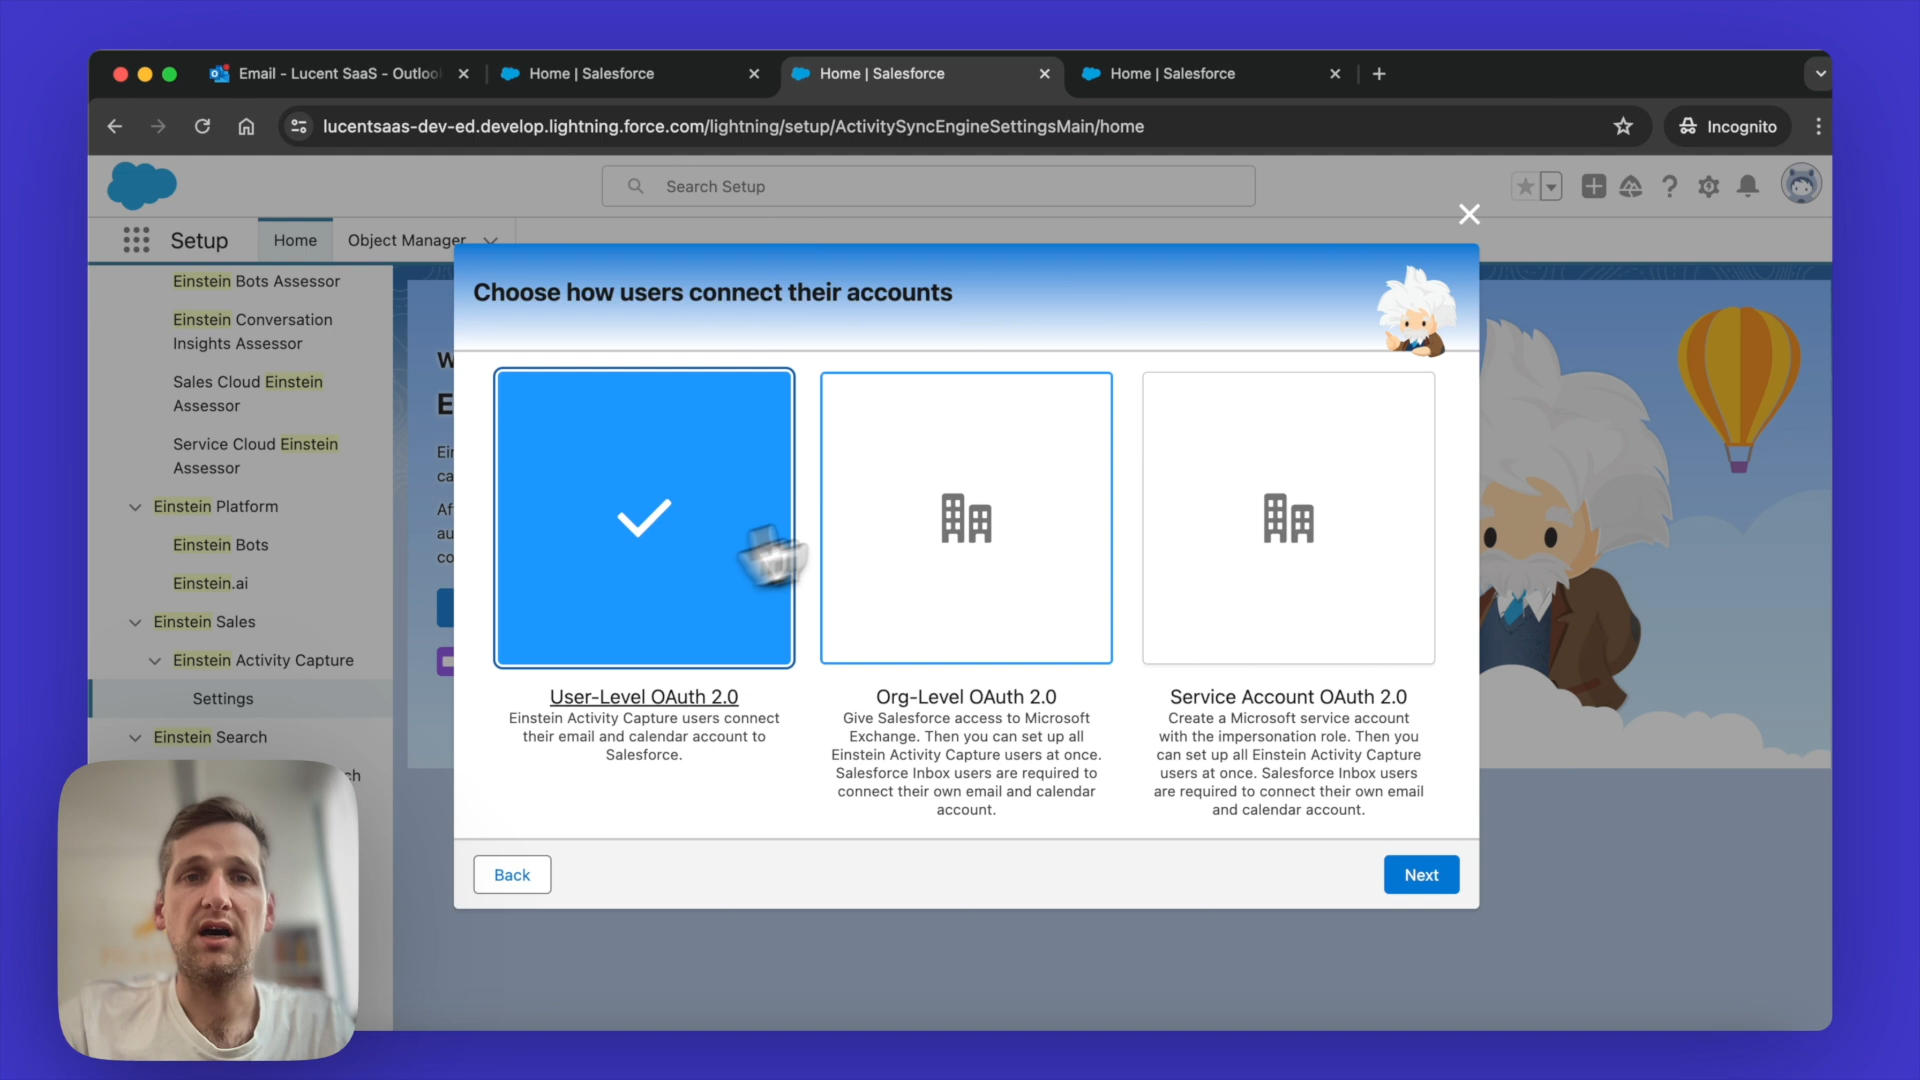 Email - Lucent SaaS - Outlool
Home | Salesforce
Home | Salesforce
Home | Salesforce
lucentsaas-dev-ed.develop.lightning.force.com/lightning/setup/ActivitySyncEngineSettingsMain/home
Incognito
Search Setup
Setup
Home
Object Manager
Einstein Bots Assessor
Einstein Conversation
Insights Assessor
Sales Cloud Einstein
Assessor
Service Cloud Einstein
Assessor
Einstein Platform
Einstein Bots
Einstein.ai
Einstein Sales
Einstein Activity Capture
Settings
Einstein Search
Choose how users connect their accounts
User-Level OAuth 2.0
Einstein Activity Capture users connect
their email and calendar account to
Salesforce.
Org-Level OAuth 2.0
Give Salesforce access to Microsoft
Exchange. Then you can set up all
Einstein Activity Capture users at once.
Salesforce Inbox users are required to
connect their own email and calendar
account.
Service Account OAuth 2.0
Create a Microsoft service account
with the impersonation role. Then you
can set up all Einstein Activity Capture
users at once. Salesforce Inbox users
are required to connect their own email
and calendar account.
Back
Next